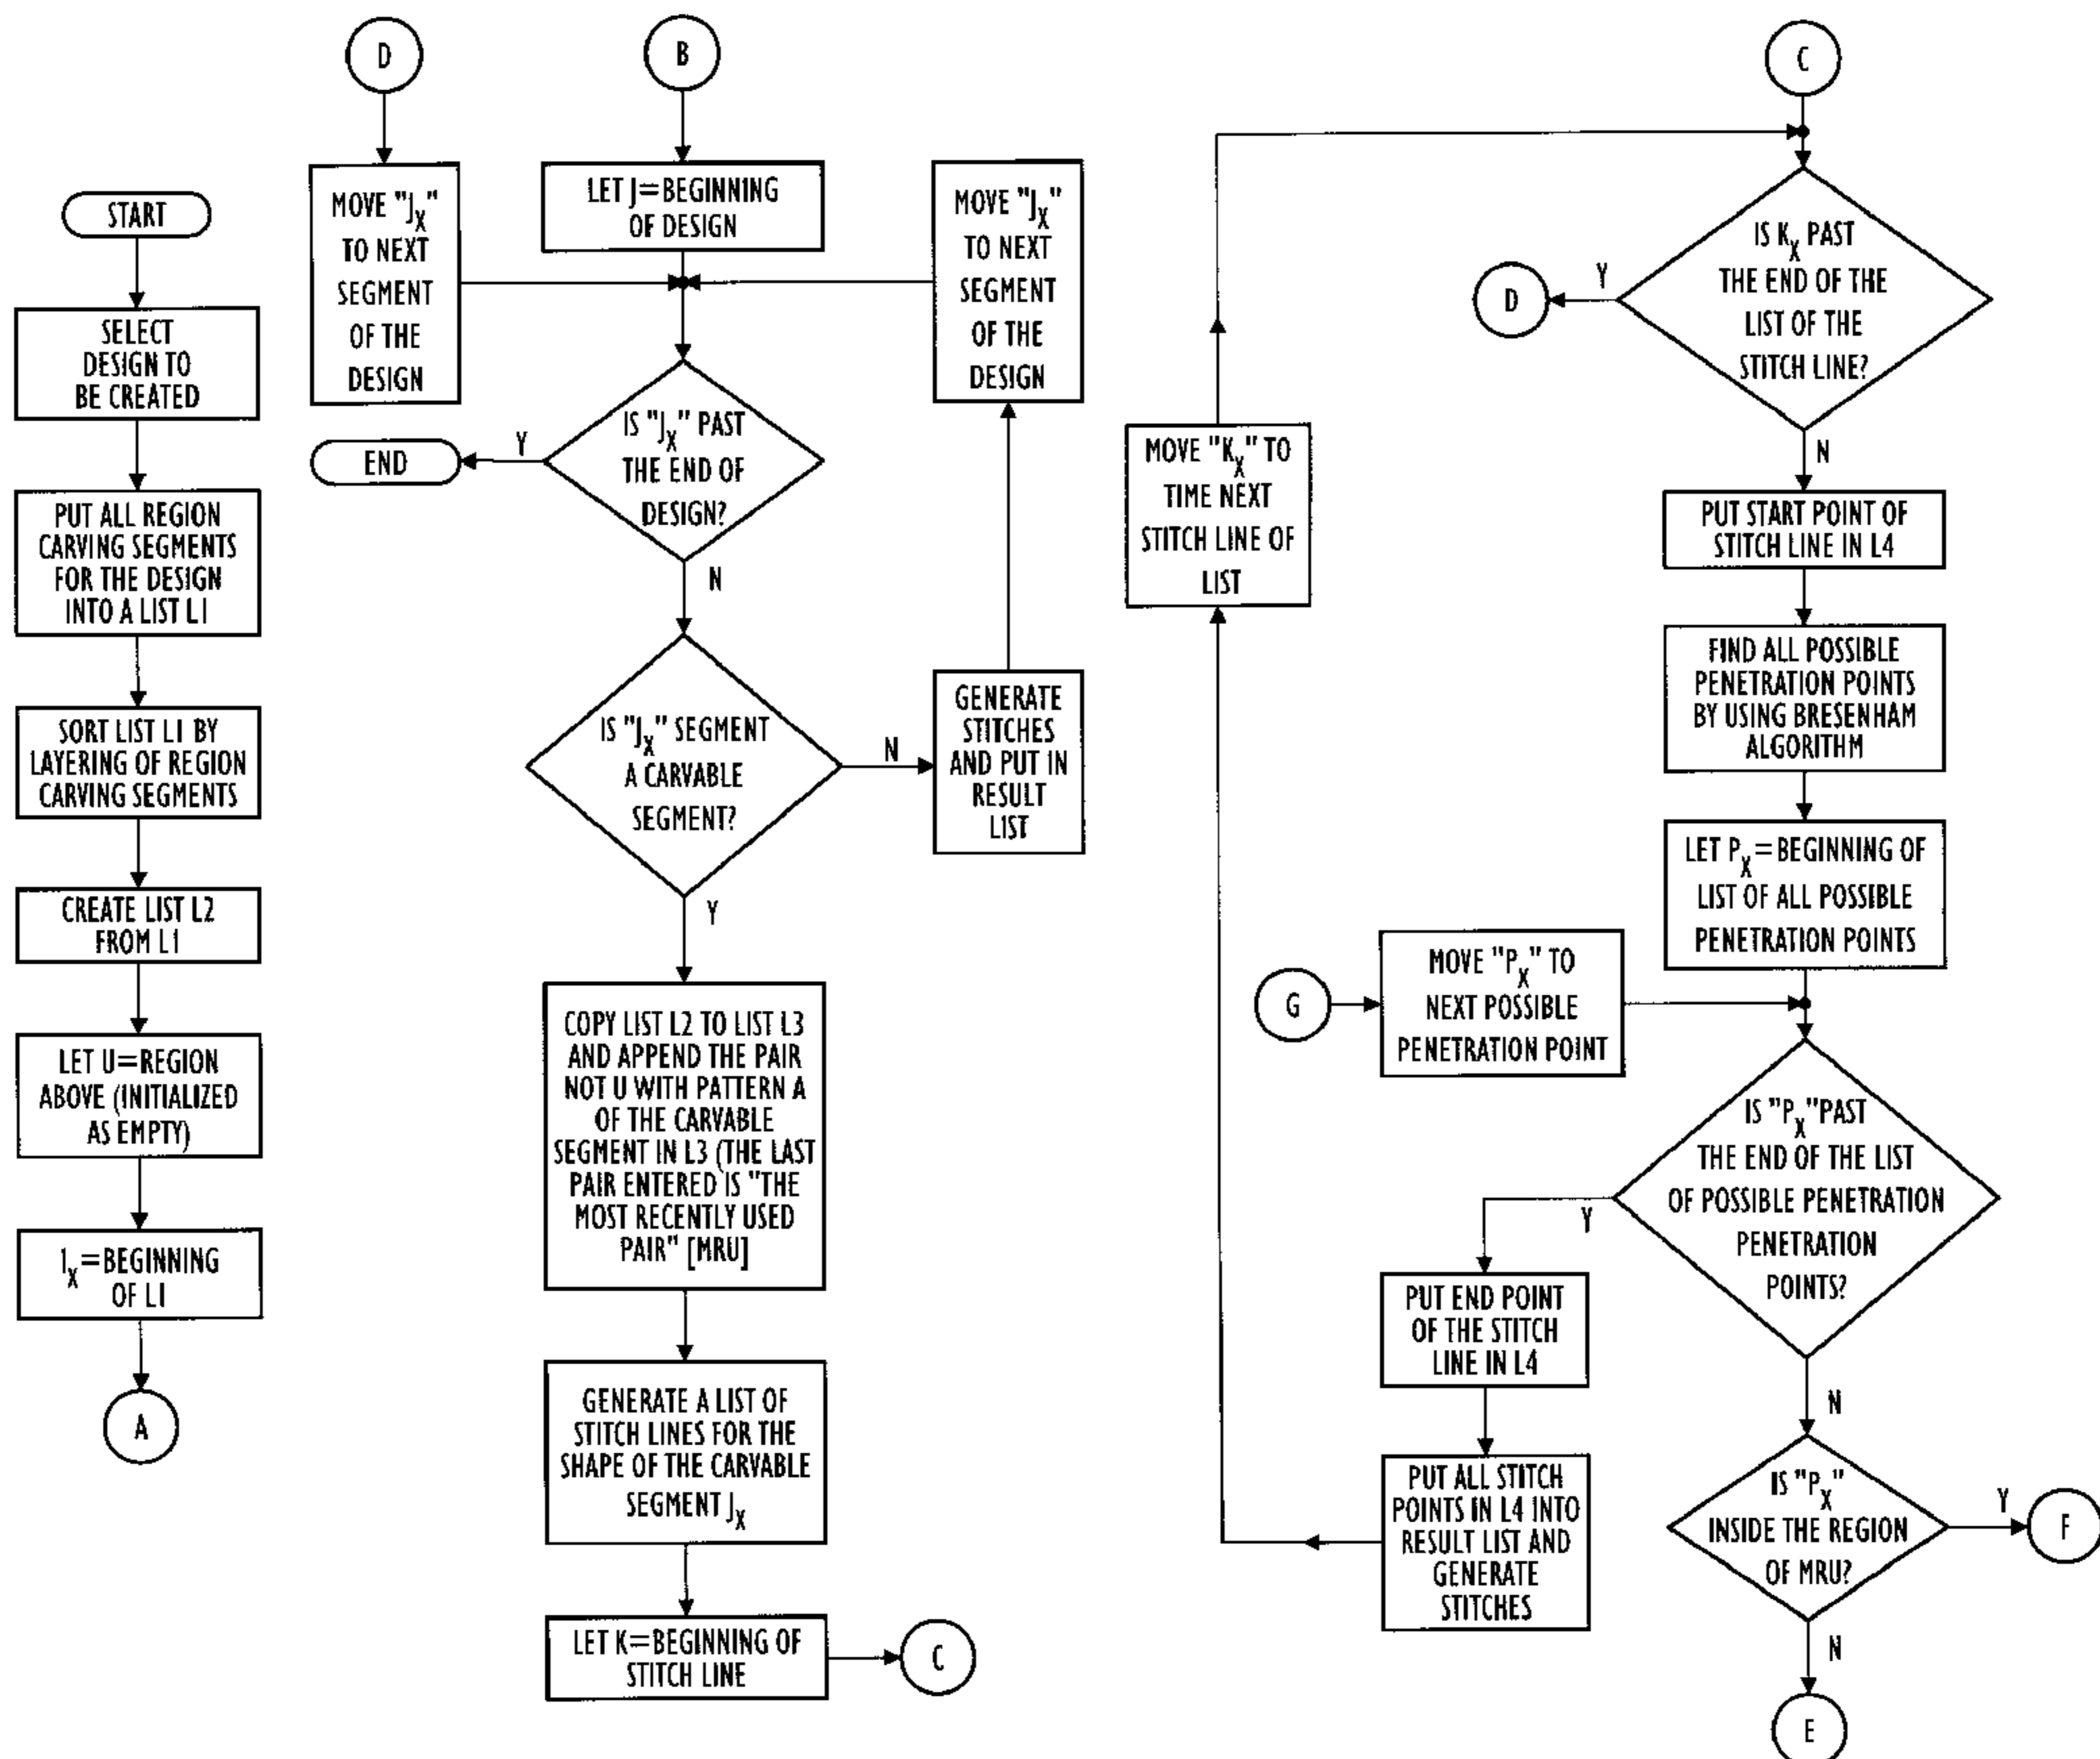 START
SELECT
DESIGN TO
BE CREATED
PUT ALL REGION
CARVING SEGMENTS
FOR THE DESIGN
INTO A LIST L1
SORT LIST L1 BY
LAYERING OF REGION
CARVING SEGMENTS
CREATE LIST L2
FROM L1
LET U=REGION
ABOVE (INITIALIZED
AS EMPTY)
1X=BEGINNING
OF L1
A
D
MOVE "JX"
TO NEXT
SEGMENT
OF THE
DESIGN
B
LET J=BEGINNING
OF DESIGN
MOVE "JX"
TO NEXT
SEGMENT
OF THE
DESIGN
IS "JX" PAST
THE END OF
DESIGN?
Y
END
N
IS "JX" SEGMENT
A CARVABLE
SEGMENT?
N
GENERATE
STITCHES
AND PUT IN
RESULT
LIST
Y
COPY LIST L2 TO LIST L3
AND APPEND THE PAIR
NOT U WITH PATTERN A
OF THE CARVABLE
SEGMENT IN L3 (THE LAST
PAIR ENTERED IS "THE
MOST RECENTLY USED
PAIR" [MRU]
GENERATE A LIST OF
STITCH LINES FOR THE
SHAPE OF THE CARVABLE
SEGMENT JX
LET K=BEGINNING OF
STITCH LINE
C
C
IS KX PAST
THE END OF THE
LIST OF THE
STITCH LINE?
Y
D
N
MOVE "KX" TO
TIME NEXT
STITCH LINE OF
LIST
PUT START POINT OF
STITCH LINE IN L4
FIND ALL POSSIBLE
PENETRATION POINTS
BY USING BRESENHAM
ALGORITHM
LET PX=BEGINNING OF
LIST OF ALL POSSIBLE
PENETRATION POINTS
G
MOVE "PX" TO
NEXT POSSIBLE
PENETRATION POINT
IS "PX"PAST
THE END OF THE LIST
OF POSSIBLE PENETRATION
PENETRATION
POINTS?
Y
PUT END POINT
OF THE STITCH
LINE IN L4
PUT ALL STITCH
POINTS IN L4 INTO
RESULT LIST AND
GENERATE
STITCHES
N
IS "PX"
INSIDE THE REGION
OF MRU?
Y
F
N
E